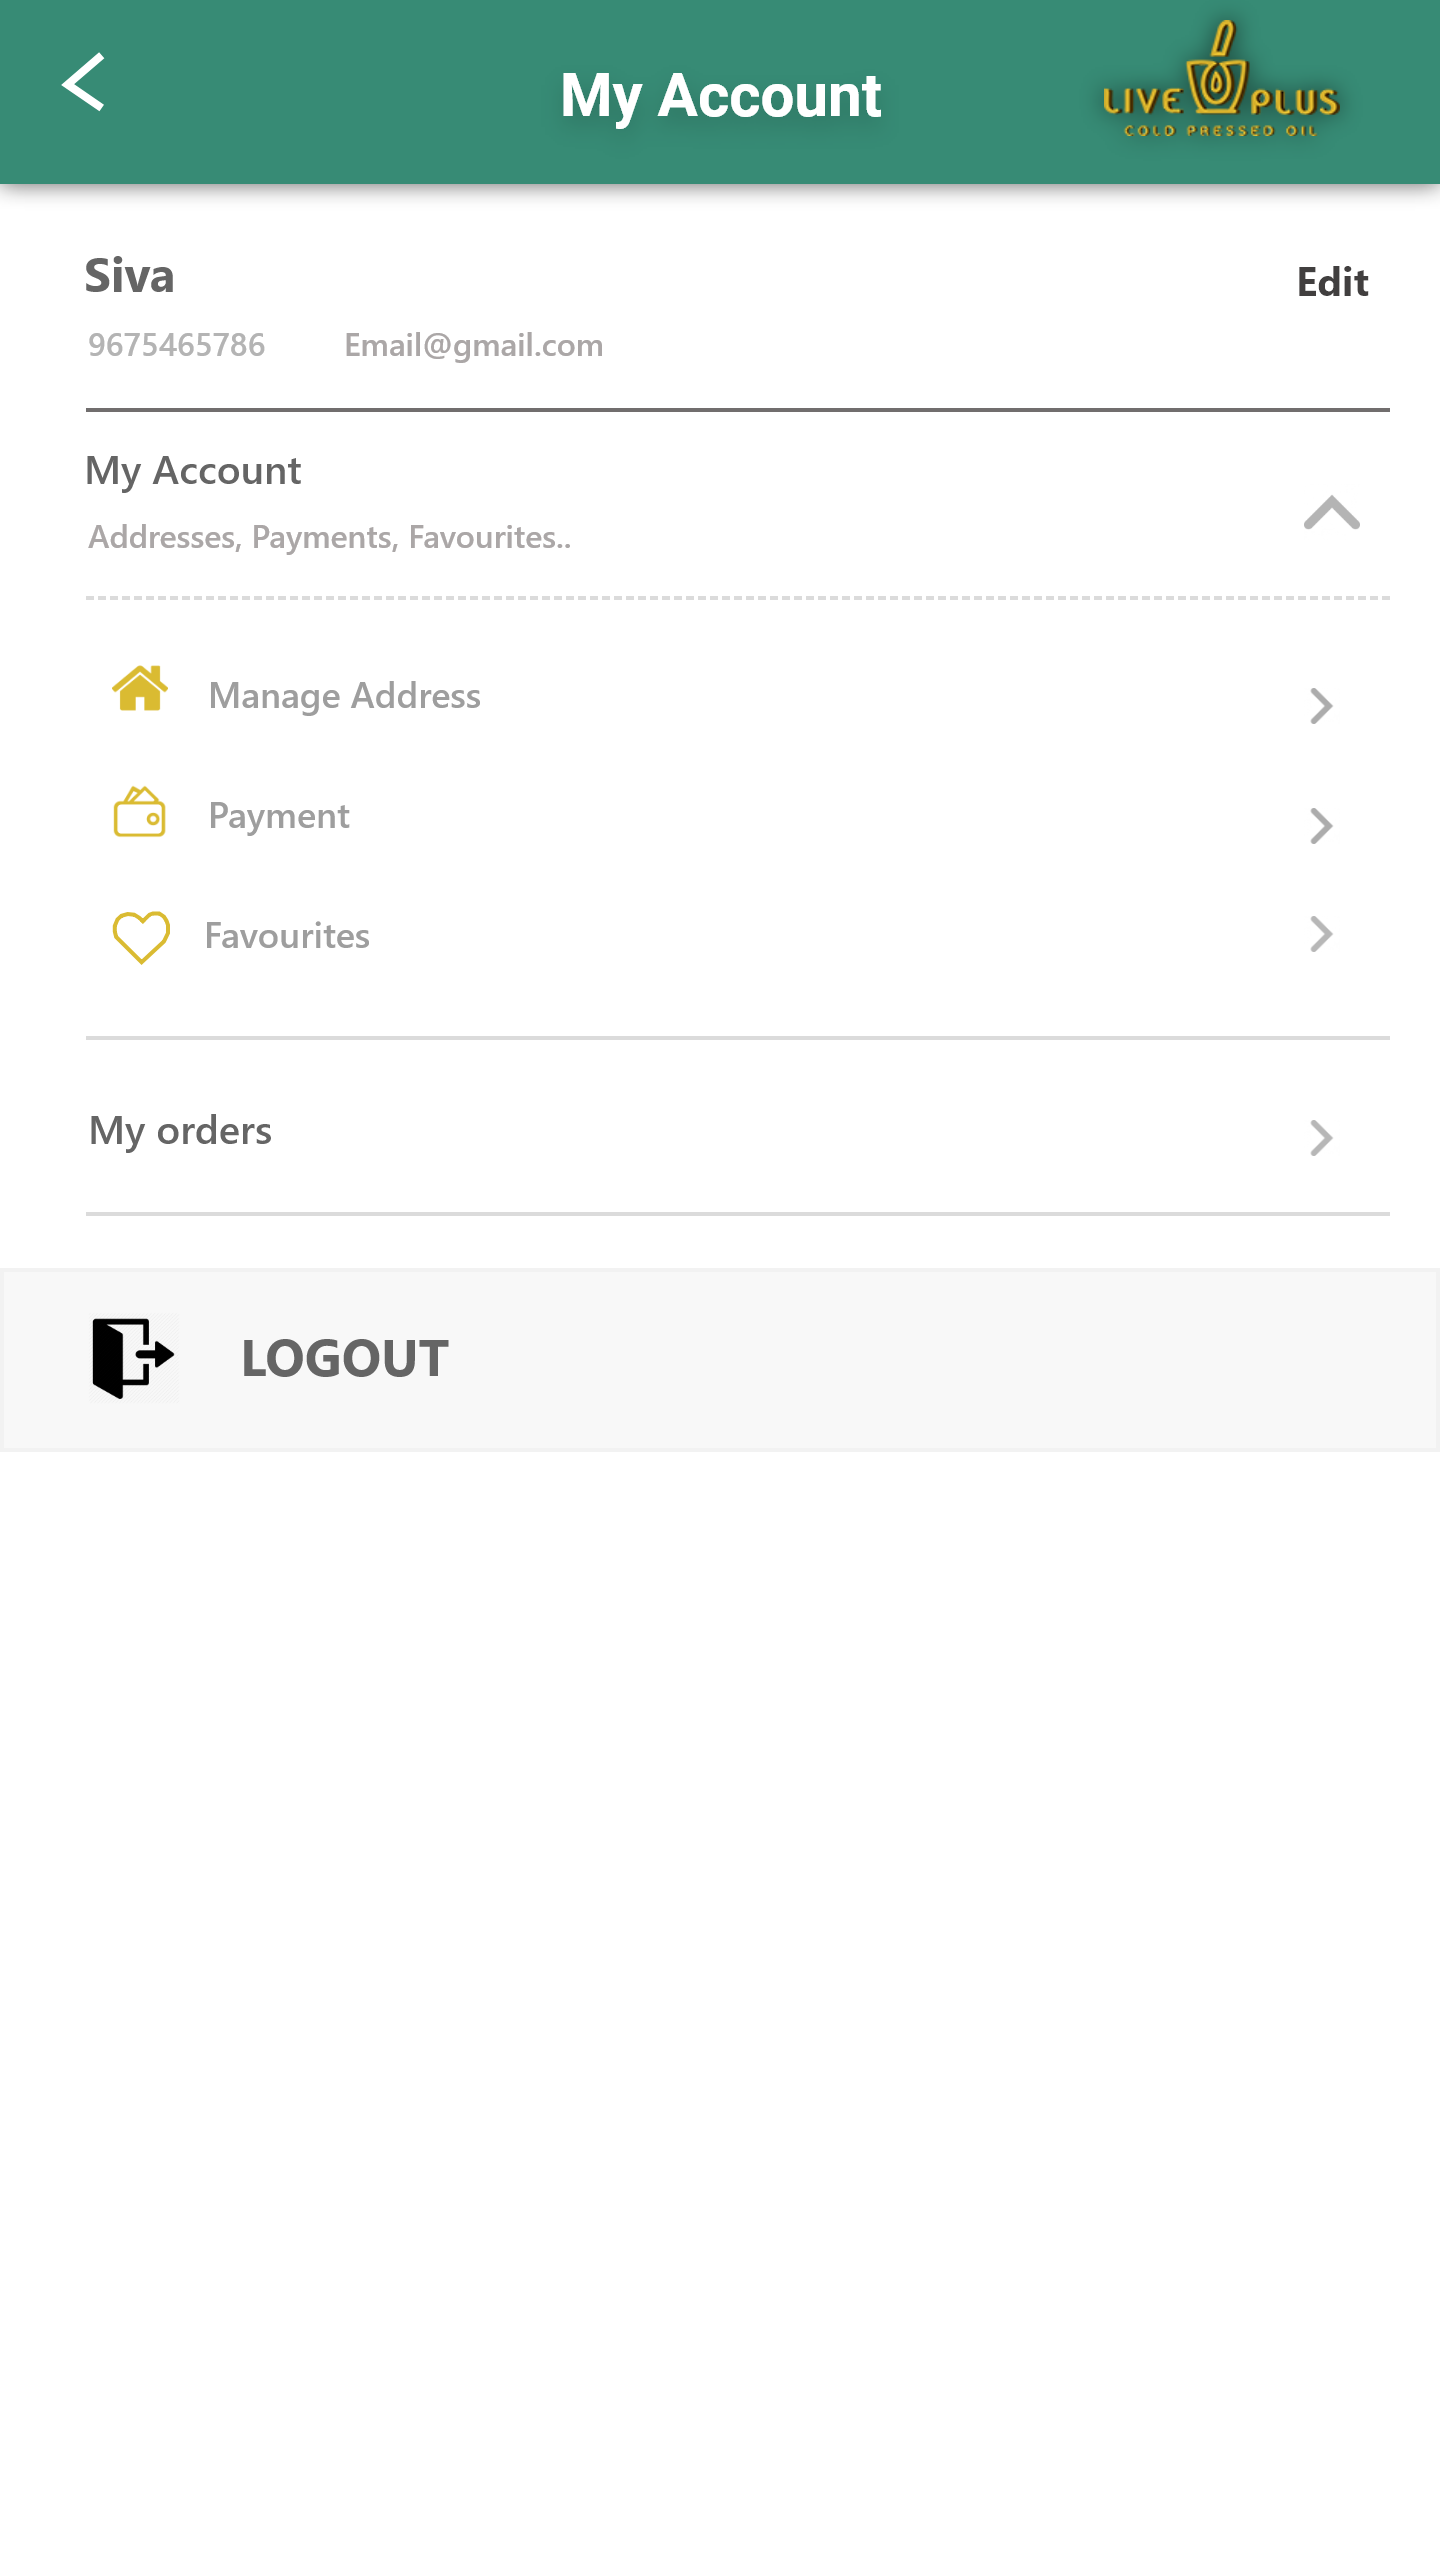 My Account
LIVE PLUS
COLD PRESSED OIL
Siva
Edit
9675465786 Email@gmail.com
My Account
Addresses, Payments, Favourites..
Manage Address
Payment
Favourites
My orders
LOGOUT